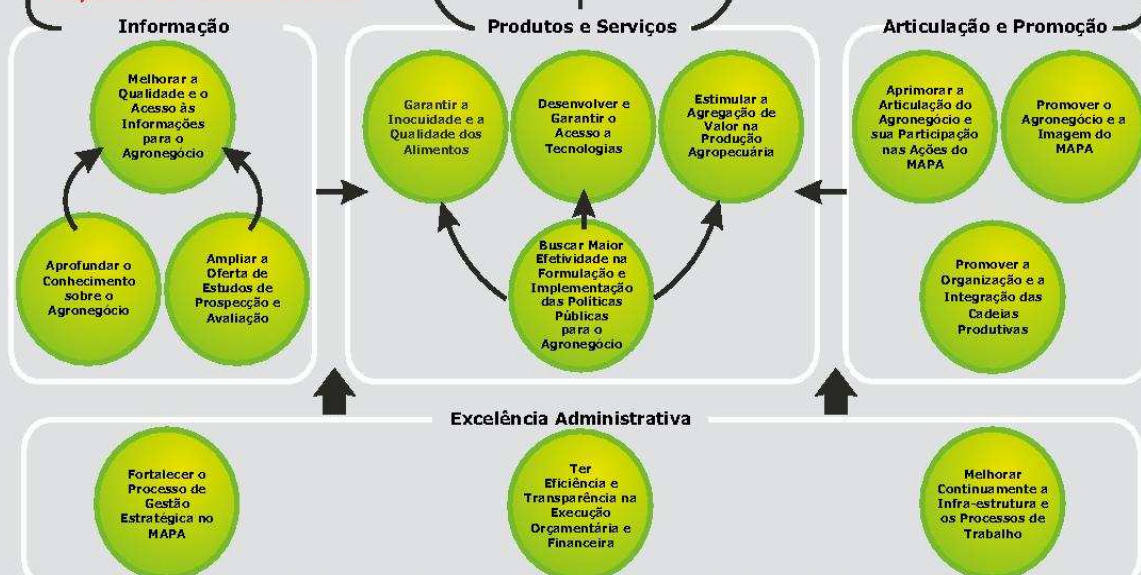 Informação
Melhorar a
Qualidade e o
Acesso às
Informações
para o
Agronegócio
Aprofundar o
Conhecimento
sobre o
Agronegócio
Ampliar a
Oferta de
Estudos de
Prospecção e
Avaliação
Produtos e Serviços
Garantir a
Inocuidade e a
Qualidade dos
Alimentos
Desenvolver e
Garantir o
Acesso a
Tecnologias
Estimular a
Agregação de
Valor na
Produção
Agropecuária
Buscar Maior
Efetividade na
Formulação e
Implementação
das Políticas
Públicas
para o
Agronegócio
Articulação e Promoção
Aprimorar a
Articulação do
Agronegócio e
sua Participação
nas Ações do
MAPA
Promover o
Agronegócio e a
Imagem do
MAPA
Promover a
Organização e a
Integração das
Cadeias
Produtivas
Excelência Administrativa
Fortalecer o
Processo de
Gestão
Estratégica no
MAPA
Ter
Eficiência e
Transparência na
Execução
Orçamentária e
Financeira
Melhorar
Continuamente a
Infra-estrutura e
os Processos de
Trabalho